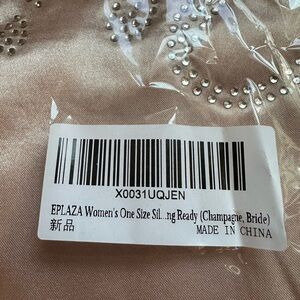 X0031UQJEN
EPLAZA Women's One Size Sil...ng Ready (Champagne, Bride)
新品
MADE IN CHINA